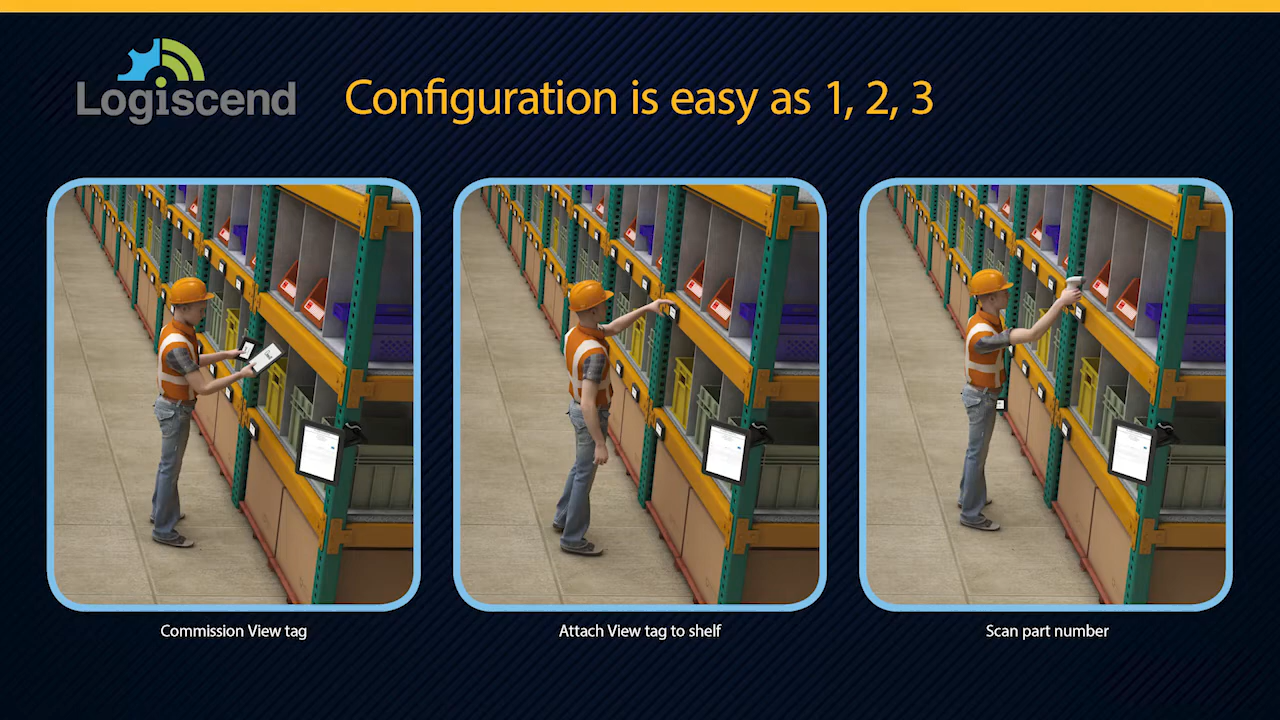 Logiscend
Configuration is easy as 1, 2, 3
Commission View tag
Attach View tag to shelf
Scan part number